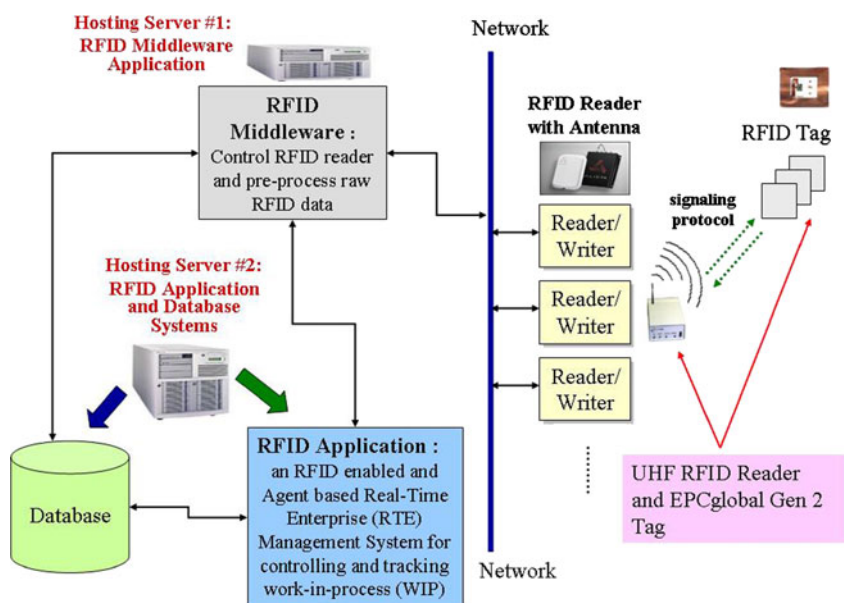 Hosting Server #1:
RFID Middleware
Application
RFID
Middleware :
Control RFID reader
and pre-process raw
RFID data
Hosting Server #2:
RFID Application
and Database
Systems
Database
RFID Application :
an RFID enabled and
Agent based Real-Time
Enterprise (RTE)
Management System for
controlling and tracking
work-in-process (WIP)
Network
Network
RFID Reader
with Antenna
Reader/
Writer
Reader/
Writer
Reader/
Writer
RFID Tag
signaling
protocol
UHF RFID Reader
and EPCglobal Gen 2
Tag